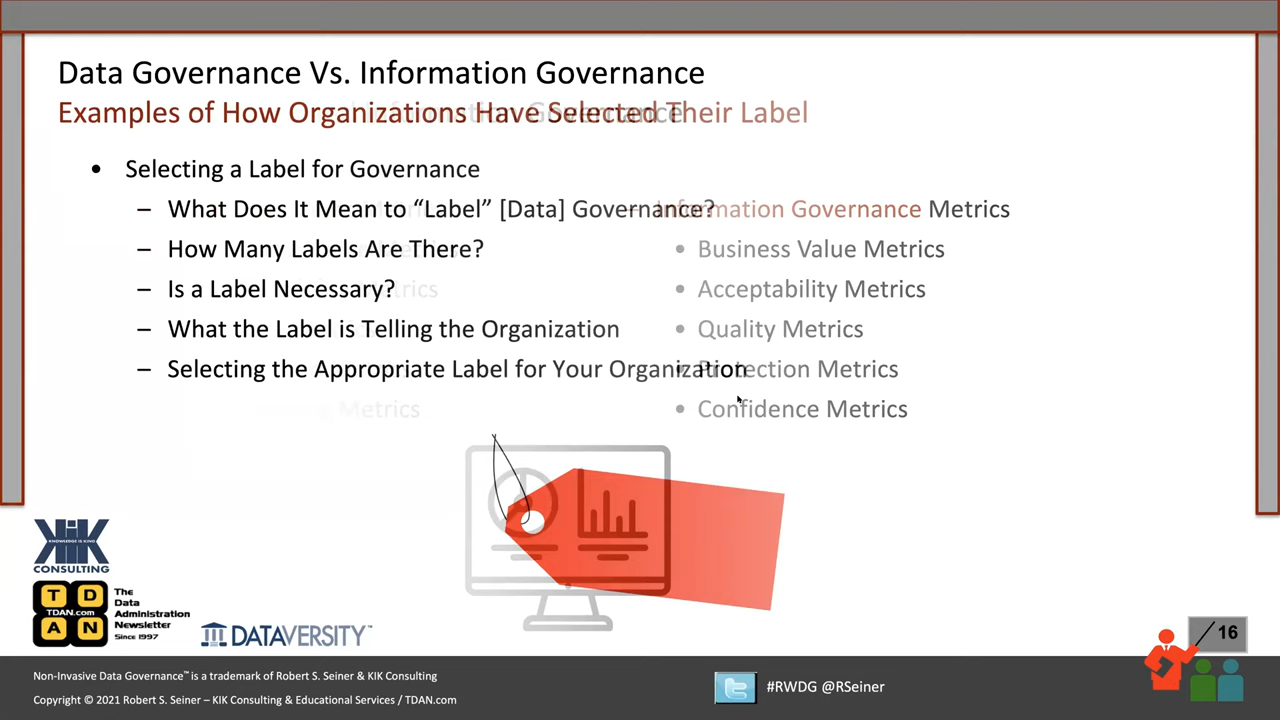 Data Governance Vs. Information Governance
Examples of How Organizations Have Selected Their Label
• Selecting a Label for Governance
– What Does It Mean to “Label” [Data] Governance?
– How Many Labels Are There?
– Is a Label Necessary?
– What the Label is Telling the Organization
– Selecting the Appropriate Label for Your Organization
Information Governance Metrics
• Business Value Metrics
• Acceptability Metrics
• Quality Metrics
• Protection Metrics
• Confidence Metrics
Metrics
KIK
KNOWLEDGE IS KING
CONSULTING
T D
TDAN.com
A N
The
Data
Administration
Newsletter
Since 1997
DATAVERSITY™
16
Non-Invasive Data Governance™ is a trademark of Robert S. Seiner & KIK Consulting
Copyright © 2021 Robert S. Seiner – KIK Consulting & Educational Services / TDAN.com
#RWDG @RSeiner